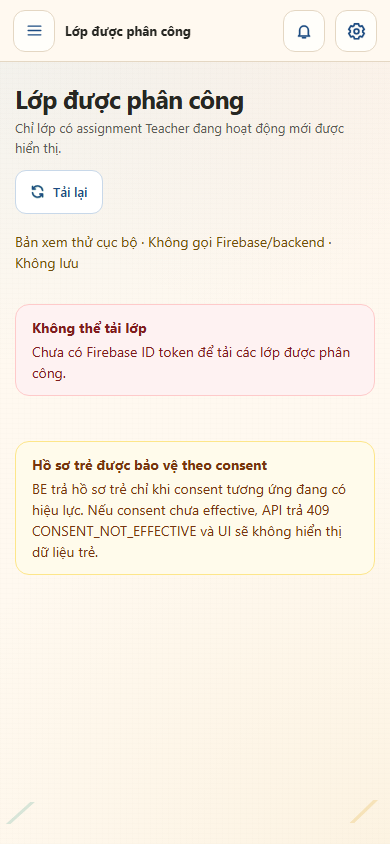 Lớp được phân công
Lớp được phân công
Chỉ lớp có assignment Teacher đang hoạt động mới được
hiển thị.
Tải lại
Bản xem thử cục bộ · Không gọi Firebase/backend ·
Không lưu
Không thể tải lớp
Chưa có Firebase ID token để tải các lớp được phân
công.
Hồ sơ trẻ được bảo vệ theo consent
BE trả hồ sơ trẻ chỉ khi consent tương ứng đang có
hiệu lực. Nếu consent chưa effective, API trả 409
CONSENT_NOT_EFFECTIVE và UI sẽ không hiển thị
dữ liệu trẻ.